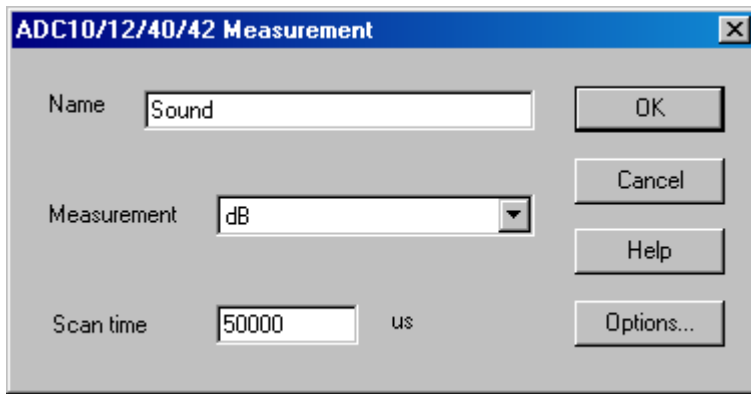 ADC10/12/40/42 Measurement
Name Sound OK
Cancel
Measurement dB
Help
Scan time 50000 us Options...